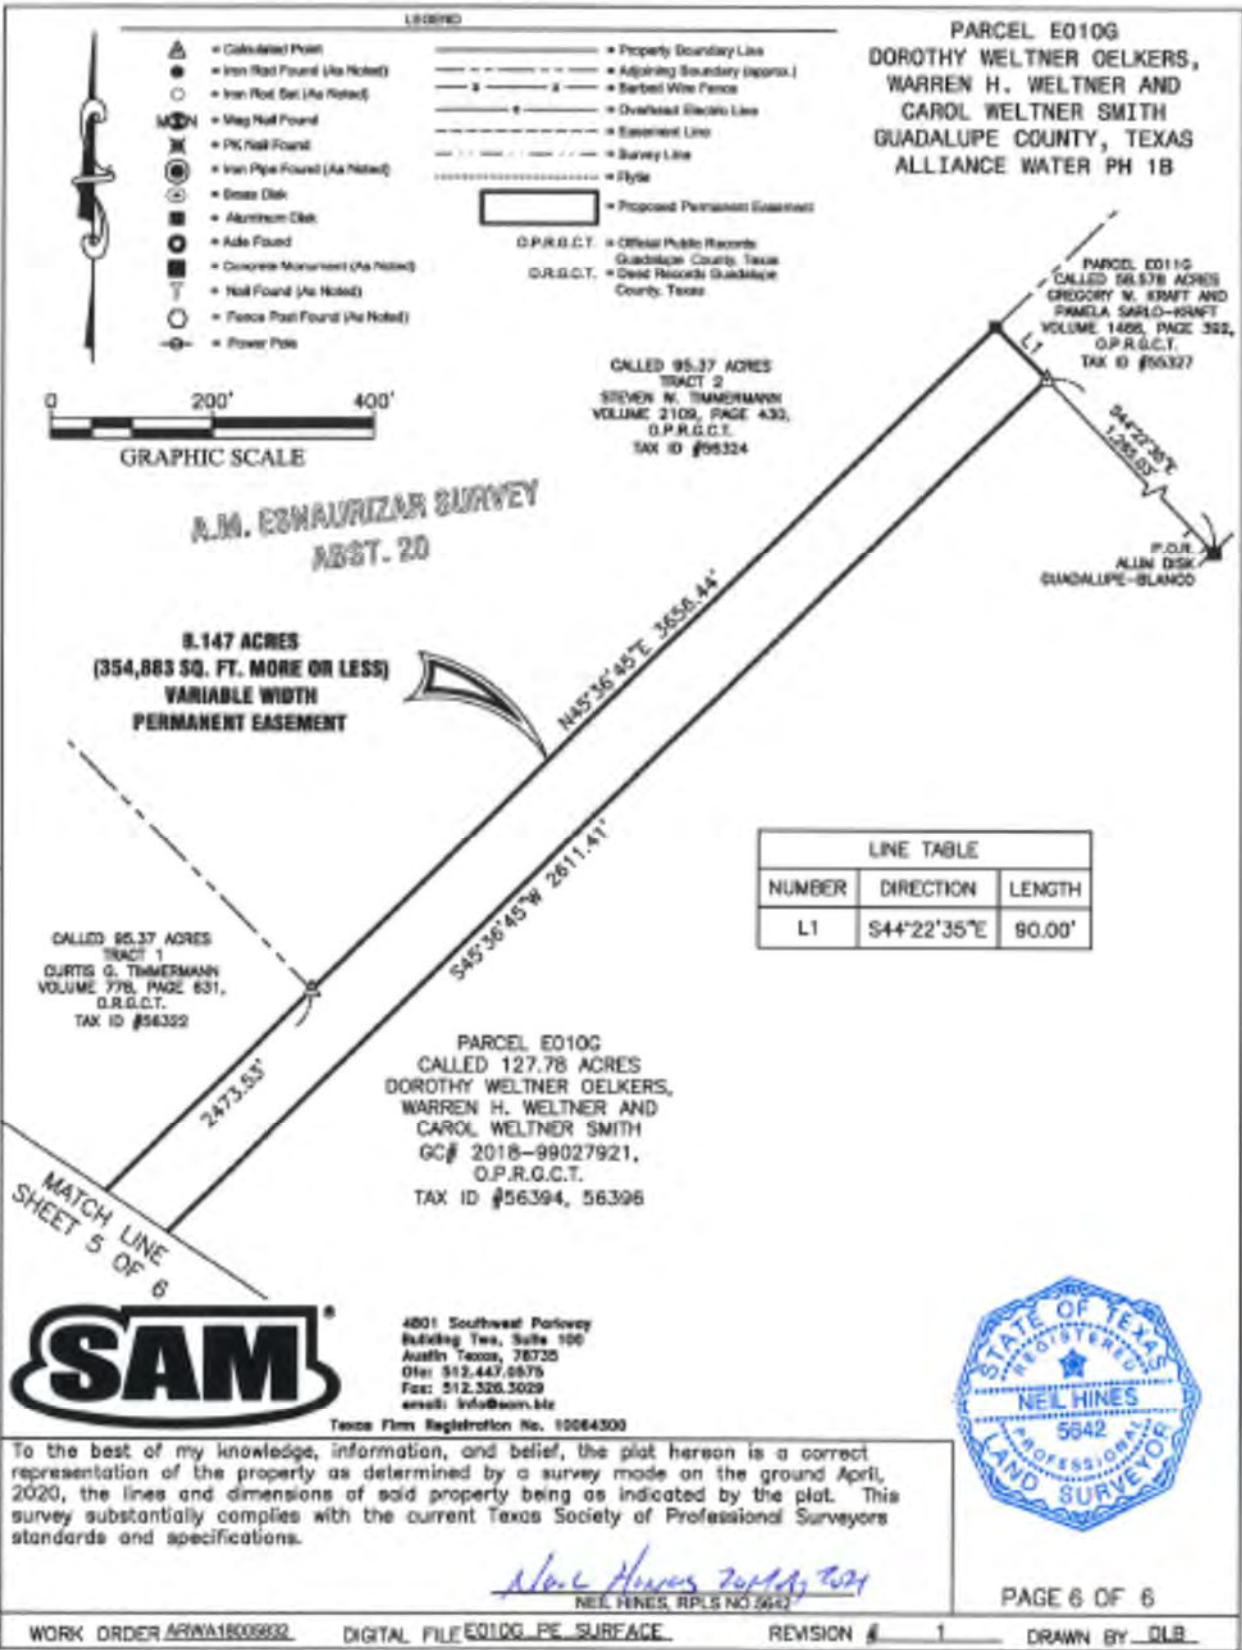 LEGEND
= Calculated Point
= Iron Rod Found (As Noted)
= Iron Rod Set (As Noted)
= Mag Nail Found
= PK Nail Found
= Iron Pipe Found (As Noted)
= Brass Disk
= Aluminum Disk
= Axle Found
= Concrete Monument (As Noted)
= Nail Found (As Noted)
= Fence Post Found (As Noted)
= Power Pole
= Property Boundary Line
= Adjoining Boundary (approx.)
= Barbed Wire Fence
= Overhead Electric Line
= Easement Line
= Survey Line
= Flytie
= Proposed Permanent Easement
O.P.R.G.C.T. = Official Public Records
Guadalupe County, Texas
D.R.G.C.T. = Deed Records Guadalupe
County, Texas
PARCEL E010G
DOROTHY WELTNER OELKERS,
WARREN H. WELTNER AND
CAROL WELTNER SMITH
GUADALUPE COUNTY, TEXAS
ALLIANCE WATER PH 1B
PARCEL E011G
CALLED 58.578 ACRES
GREGORY W. KRAFT AND
PAMELA SARLO-KRAFT
VOLUME 1466, PAGE 392,
O.P.R.G.C.T.
TAX ID #55327
L1
0 200' 400'
GRAPHIC SCALE
CALLED 95.37 ACRES
TRACT 2
STEVEN W. TIMMERMANN
VOLUME 2109, PAGE 430,
O.P.R.G.C.T.
TAX ID #56324
S44°22'35"E
1,285.03'
P.O.R.
ALUM DISK
GUADALUPE-BLANCO
A.M. ESNAURIZAR SURVEY
ABST. 20
8.147 ACRES
(354,883 SQ. FT. MORE OR LESS)
VARIABLE WIDTH
PERMANENT EASEMENT
N45°36'45"E 3656.44'
S45°36'45"W 2611.41'
LINE TABLE
NUMBER DIRECTION LENGTH
L1 S44°22'35"E 90.00'
CALLED 95.37 ACRES
TRACT 1
CURTIS G. TIMMERMANN
VOLUME 778, PAGE 631,
D.R.G.C.T.
TAX ID #56322
2473.53'
PARCEL E010G
CALLED 127.78 ACRES
DOROTHY WELTNER OELKERS,
WARREN H. WELTNER AND
CAROL WELTNER SMITH
GC# 2018-99027921,
O.P.R.G.C.T.
TAX ID #56394, 56396
MATCH LINE
SHEET 5 OF 6
SAM®
4801 Southwest Parkway
Building Two, Suite 100
Austin Texas, 78735
Ofc: 512.447.0575
Fax: 512.326.3029
email: info@sam.biz
Texas Firm Registration No. 10064300
STATE OF TEXAS
REGISTERED
NEIL HINES
5642
PROFESSIONAL
LAND SURVEYOR
To the best of my knowledge, information, and belief, the plat hereon is a correct
representation of the property as determined by a survey made on the ground April,
2020, the lines and dimensions of said property being as indicated by the plat. This
survey substantially complies with the current Texas Society of Professional Surveyors
standards and specifications.
Neil Hines
NEIL HINES, RPLS NO 5642
PAGE 6 OF 6
WORK ORDER DIGITAL FILE E010G_PE_SURFACE REVISION # 1 DRAWN BY DLB